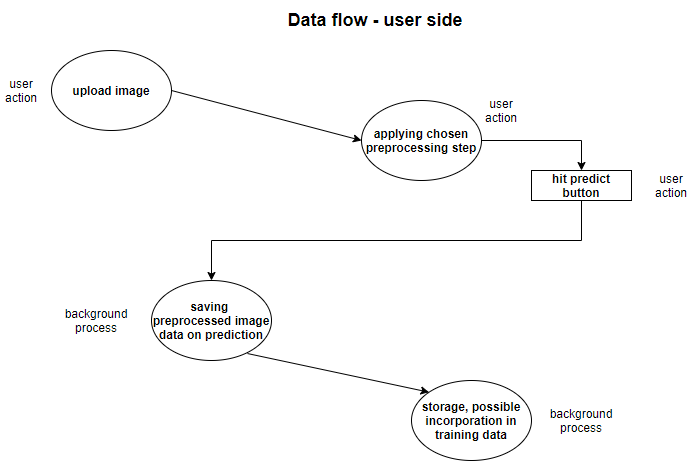 Data flow - user side
user
action
upload image
user
action
applying chosen
preprocessing step
hit predict
button
user
action
background
process
saving
preprocessed image
data on prediction
storage, possible
incorporation in
training data
background
process